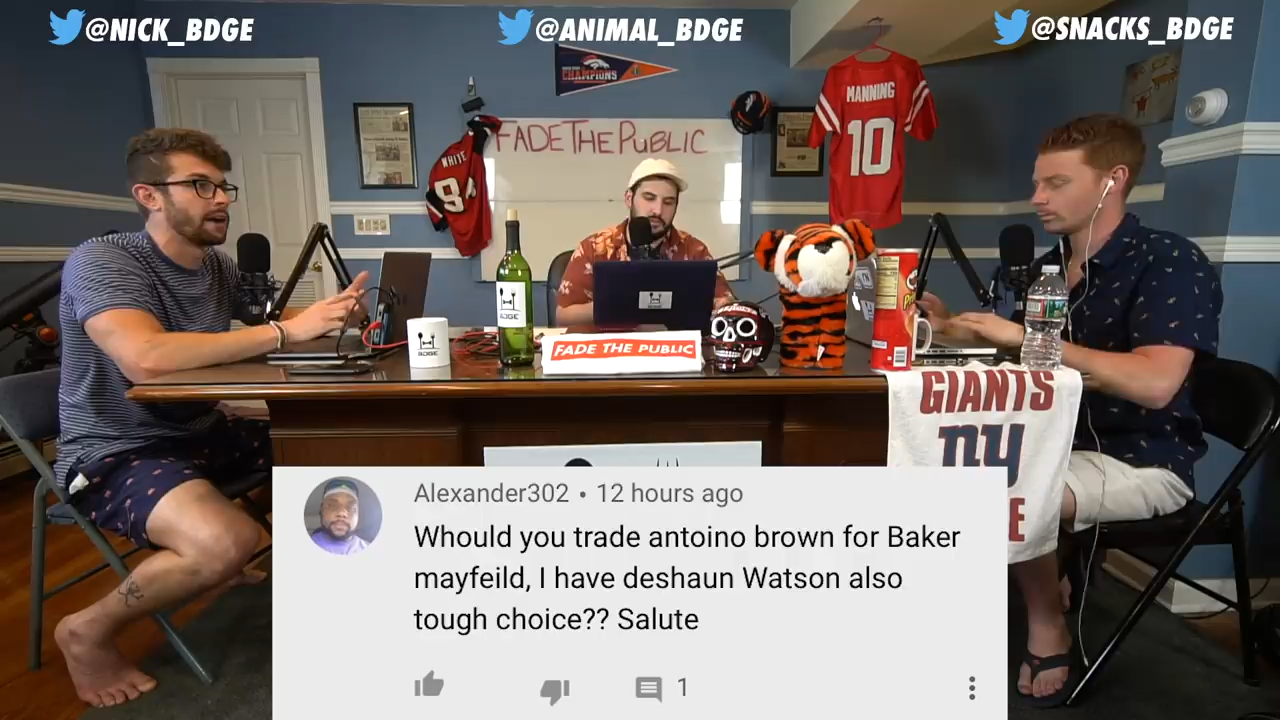 @NICK_BDGE
@ANIMAL_BDGE
@SNACKS_BDGE
CHAMPIONS
MANNING
10
WHITE
FADE THE PUBLIC
BDGE
BDGE
FADE THE PUBLIC
GIANTS
ny
E
Alexander302 • 12 hours ago
Whould you trade antoino brown for Baker
mayfeild, I have deshaun Watson also
tough choice?? Salute
1